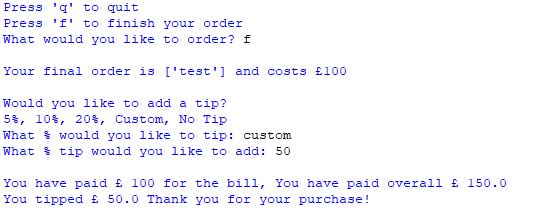 Press 'q' to quit
Press 'f' to finish your order
What would you like to order? f
Your final order is ['test'] and costs £100
Would you like to add a tip?
5%, 10%, 20%, Custom, No Tip
What % would you like to tip: custom
What % tip would you like to add: 50
You have paid £ 100 for the bill, You have paid overall £ 150.0
You tipped £ 50.0 Thank you for your purchase!